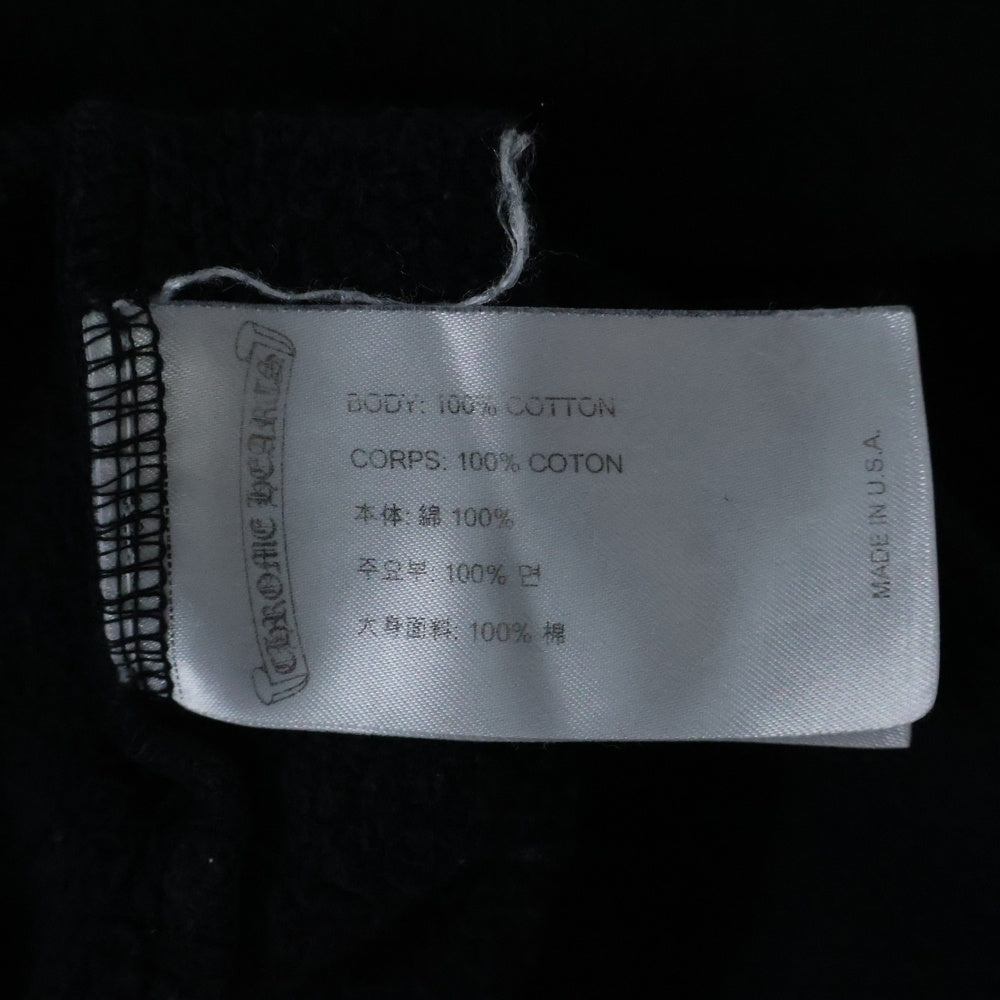 CHROME HEARTS
BODY: 100% COTTON
CORPS: 100% COTON
本体: 綿 100%
주요부: 100% 면
大身面料: 100% 棉
MADE IN U.S.A.